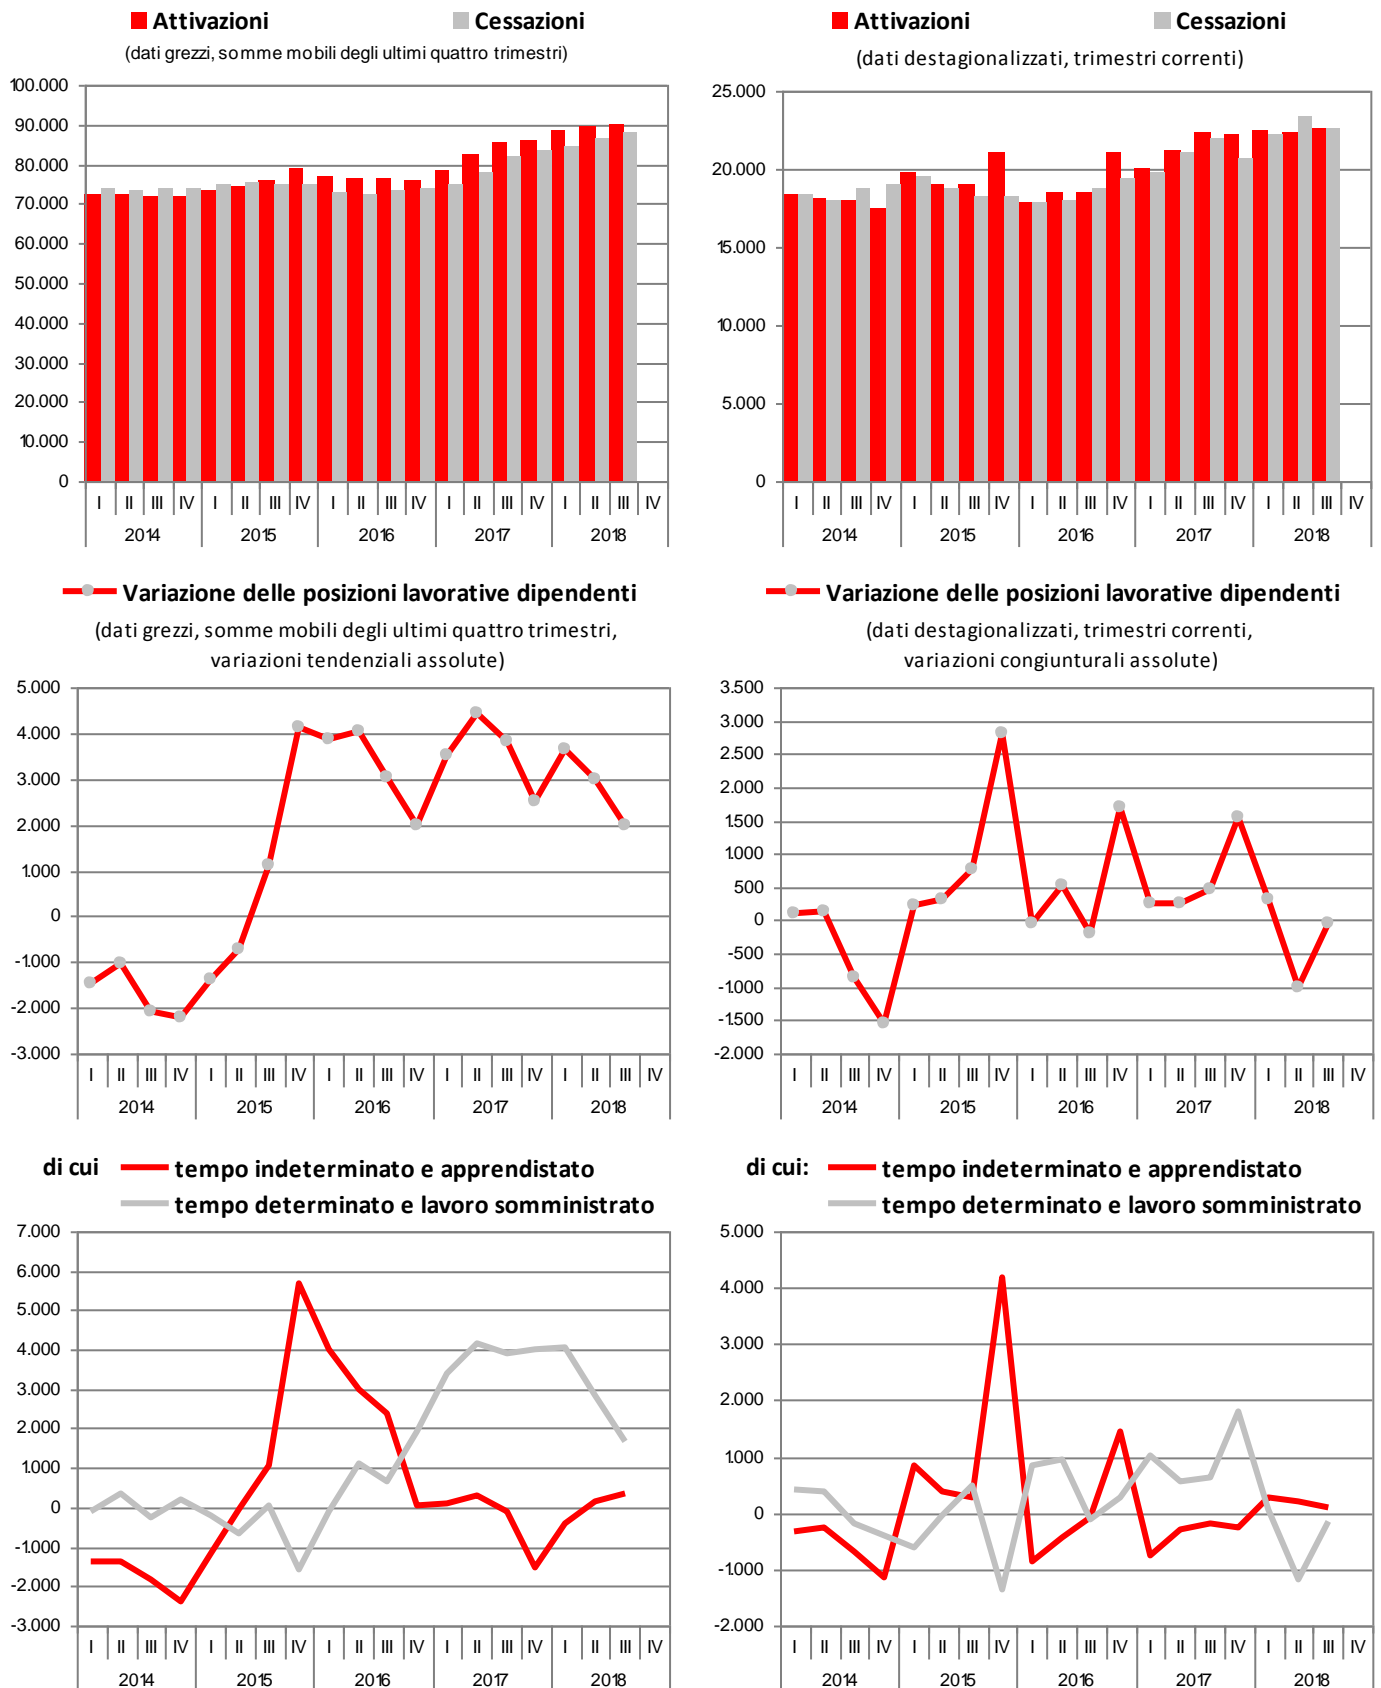 Attivazioni Cessazioni
(dati grezzi, somme mobili degli ultimi quattro trimestri)
100.000
90.000
80.000
70.000
60.000
50.000
40.000
30.000
20.000
10.000
0
I II III IV I II III IV I II III IV I II III IV I II III IV
2014 2015 2016 2017 2018
Attivazioni Cessazioni
(dati destagionalizzati, trimestri correnti)
25.000
20.000
15.000
10.000
5.000
0
I II III IV I II III IV I II III IV I II III IV I II III IV
2014 2015 2016 2017 2018
Variazione delle posizioni lavorative dipendenti
(dati grezzi, somme mobili degli ultimi quattro trimestri,
variazioni tendenziali assolute)
5.000
4.000
3.000
2.000
1.000
0
-1.000
-2.000
-3.000
I II III IV I II III IV I II III IV I II III IV I II III IV
2014 2015 2016 2017 2018
Variazione delle posizioni lavorative dipendenti
(dati destagionalizzati, trimestri correnti,
variazioni congiunturali assolute)
3.500
3.000
2.500
2.000
1.500
1.000
500
0
-500
-1.000
-1.500
-2.000
I II III IV I II III IV I II III IV I II III IV I II III IV
2014 2015 2016 2017 2018
di cui tempo indeterminato e apprendistato
tempo determinato e lavoro somministrato
7.000
6.000
5.000
4.000
3.000
2.000
1.000
0
-1.000
-2.000
-3.000
I II III IV I II III IV I II III IV I II III IV I II III IV
2014 2015 2016 2017 2018
di cui: tempo indeterminato e apprendistato
tempo determinato e lavoro somministrato
5.000
4.000
3.000
2.000
1.000
0
-1.000
-2.000
I II III IV I II III IV I II III IV I II III IV I II III IV
2014 2015 2016 2017 2018